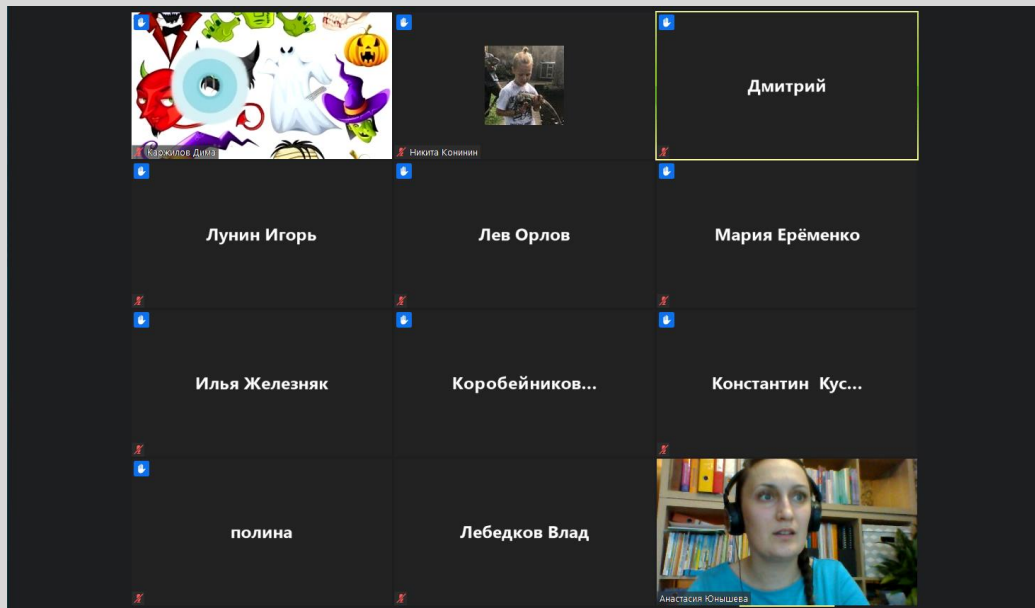 Каржилов Дима
Никита Конинин
Дмитрий
Лунин Игорь
Лев Орлов
Мария Ерёменко
Илья Железняк
Коробейников...
Константин Кус...
полина
Лебедков Влад
Анастасия Юнышева